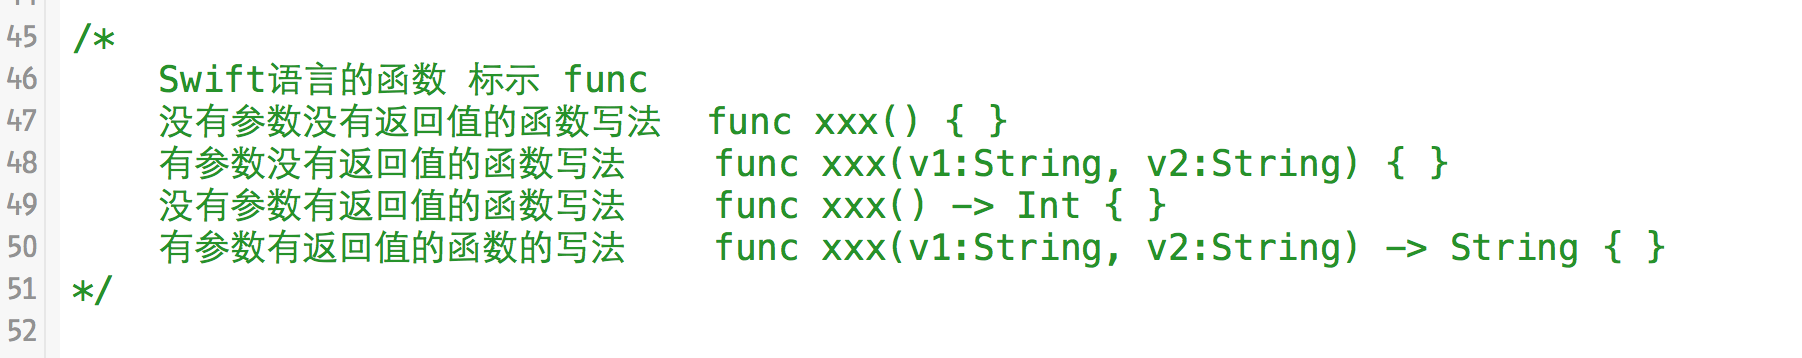 45 /*
46 Swift语言的函数 标示 func
47 没有参数没有返回值的函数写法 func xxx() { }
48 有参数没有返回值的函数写法 func xxx(v1:String, v2:String) { }
49 没有参数有返回值的函数写法 func xxx() -> Int { }
50 有参数有返回值的函数的写法 func xxx(v1:String, v2:String) -> String { }
51 */
52